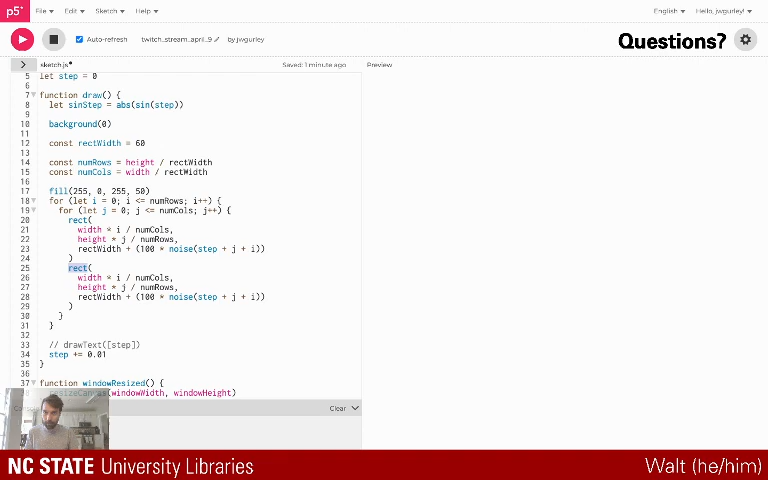 p5* File Edit Sketch Help English Hello, jwgurley!
Auto-refresh twitch_stream_april_9 by jwgurley Questions?
sketch.js Saved: 1 minute ago Preview
5 let step = 0
6
7 function draw() {
8 let sinStep = abs(sin(step))
9
10 background(0)
11
12 const rectWidth = 60
13
14 const numRows = height / rectWidth
15 const numCols = width / rectWidth
16
17 fill(255, 0, 255, 50)
18 for (let i = 0; i <= numRows; i++) {
19 for (let j = 0; j <= numCols; j++) {
20 rect(
21 width * i / numCols,
22 height * j / numRows,
23 rectWidth + (100 * noise(step + j + i))
24 )
25 rect(
26 width * i / numCols,
27 height * j / numRows,
28 rectWidth + (100 * noise(step + j + i))
29 )
30 }
31 }
32
33 // drawText([step])
34 step += 0.01
35 }
36
37 function windowResized() {
resizeCanvas(windowWidth, windowHeight)
Clear
NC STATE University Libraries Walt (he/him)